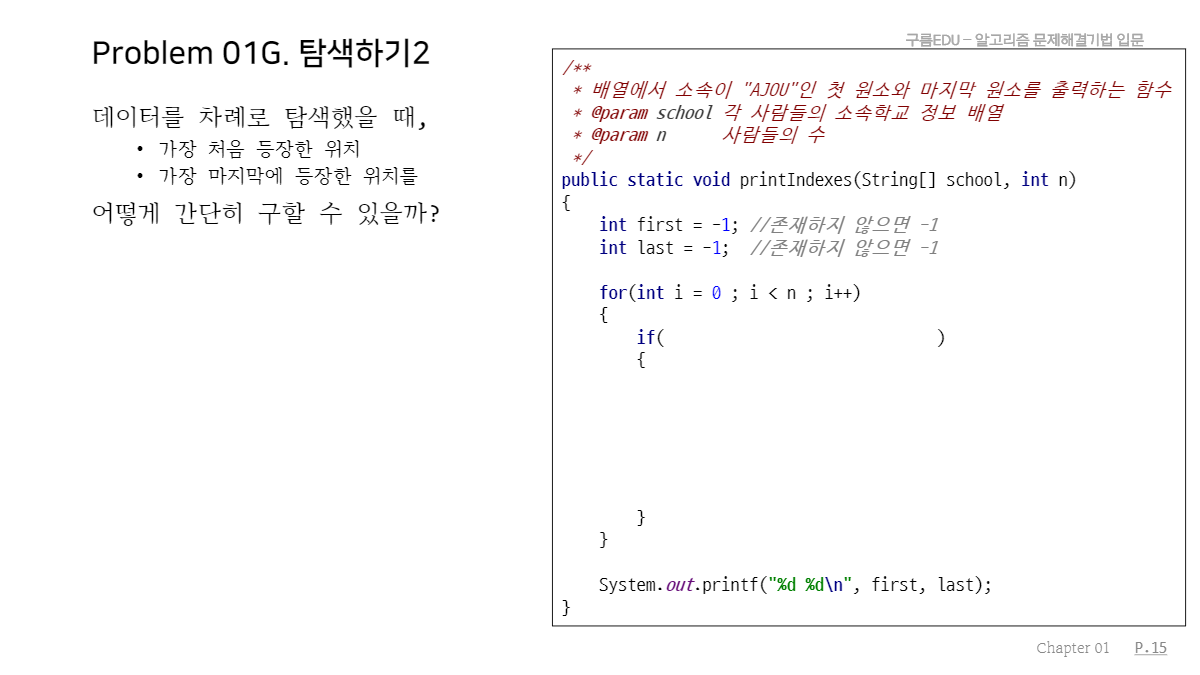 Problem 01G. 탐색하기2
구름EDU – 알고리즘 문제해결기법 입문
데이터를 차례로 탐색했을 때,
• 가장 처음 등장한 위치
• 가장 마지막에 등장한 위치를
어떻게 간단히 구할 수 있을까?
/**
 * 배열에서 소속이 "AJOU"인 첫 원소와 마지막 원소를 출력하는 함수
 * @param school 각 사람들의 소속학교 정보 배열
 * @param n      사람들의 수
 */
public static void printIndexes(String[] school, int n)
{
    int first = -1; //존재하지 않으면 -1
    int last = -1;  //존재하지 않으면 -1
    for(int i = 0 ; i < n ; i++)
    {
        if(                             )
        {
        }
    }
    System.out.printf("%d %d\n", first, last);
}
Chapter 01 P.15